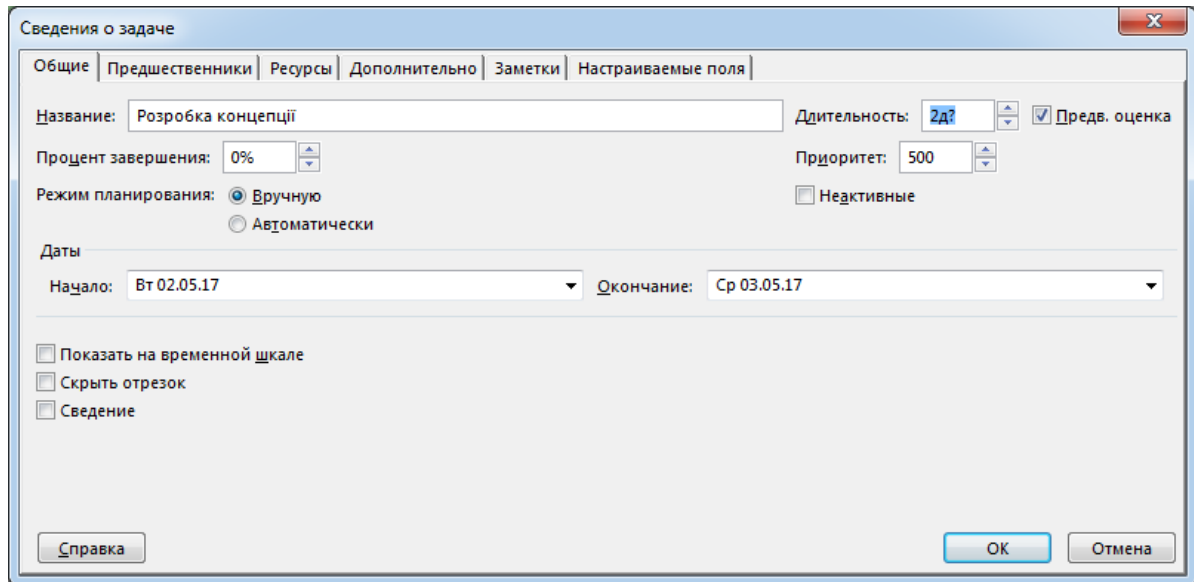 Сведения о задаче
Общие Предшественники Ресурсы Дополнительно Заметки Настраиваемые поля
Название: Розробка концепції Длительность: 2д? Предв. оценка
Процент завершения: 0% Приоритет: 500
Режим планирования: Вручную Неактивные
Автоматически
Даты
Начало: Вт 02.05.17 Окончание: Ср 03.05.17
Показать на временной шкале
Скрыть отрезок
Сведение
Справка ОК Отмена